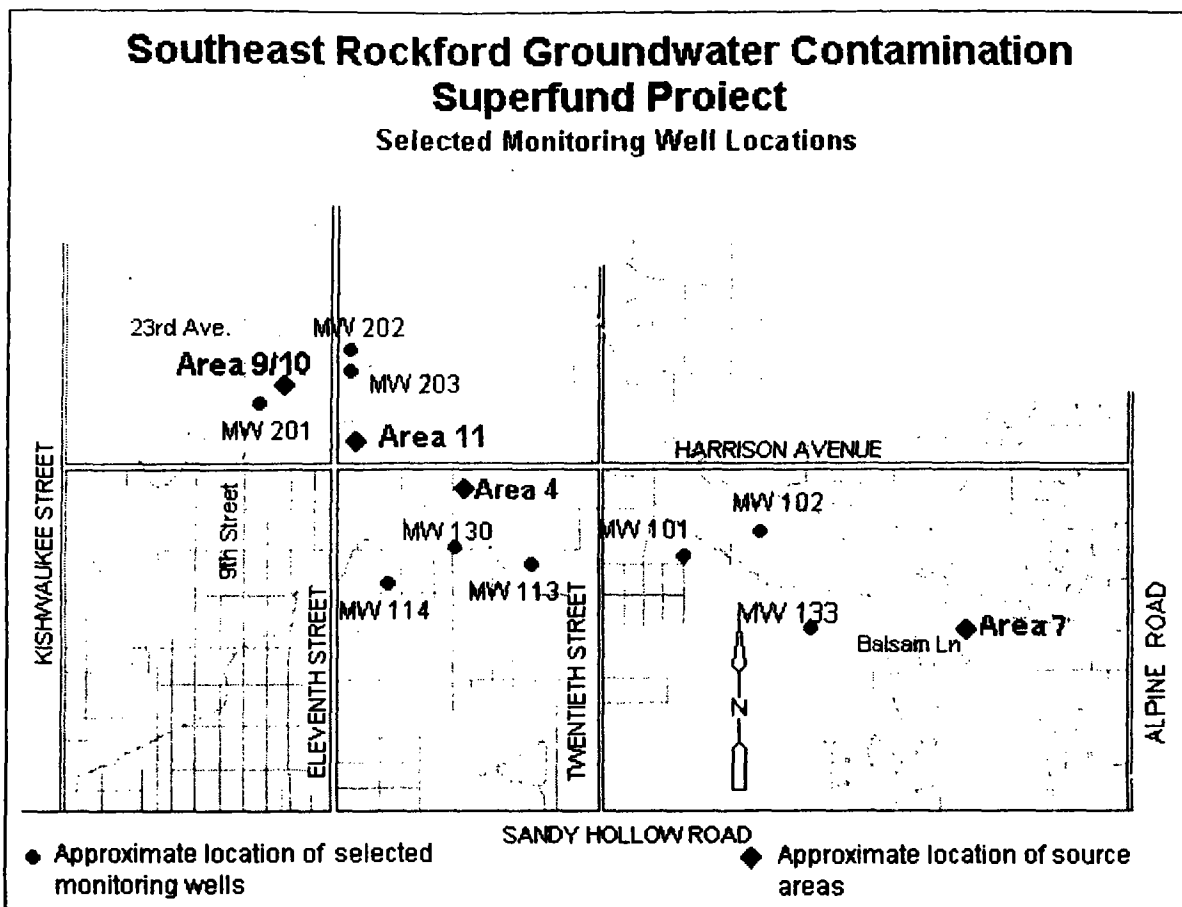 Southeast Rockford Groundwater Contamination
Superfund Project
Selected Monitoring Well Locations
23rd Ave.
MW 202
Area 9/10
MW 203
MW 201
Area 11
HARRISON AVENUE
KISHWAUKEE STREET
9th Street
ELEVENTH STREET
Area 4
MW 130
MW 113
MW 114
TWENTIETH STREET
MW 101
MW 102
MW 133
Balsam Ln
Area 7
ALPINE ROAD
N
SANDY HOLLOW ROAD
Approximate location of selected
monitoring wells
Approximate location of source
areas